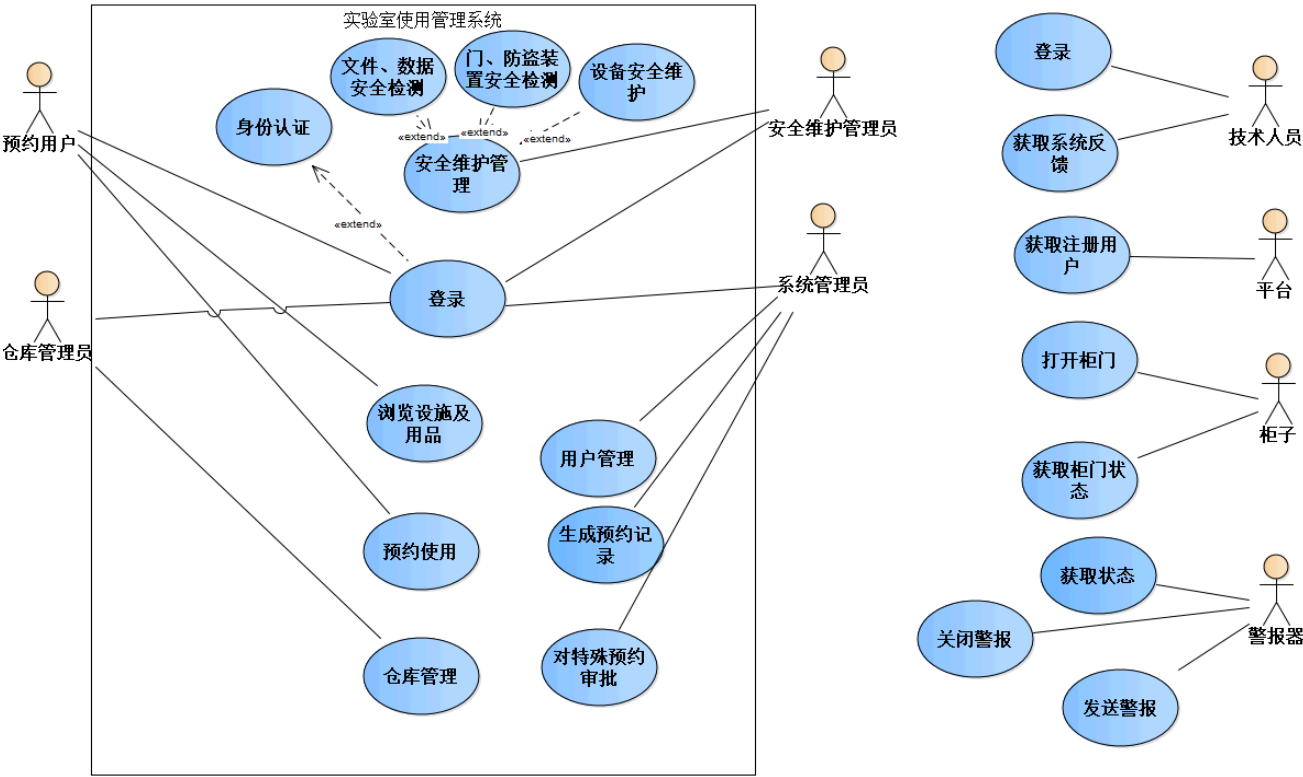 实验室使用管理系统
文件、数据
安全检测
门、防盗装
置安全检测
设备安全维
护
身份认证
«extend»
«extend»
«extend»
安全维护管
理
«extend»
登录
浏览设施及
用品
预约使用
仓库管理
用户管理
生成预约记
录
对特殊预约
审批
预约用户
仓库管理员
安全维护管理员
系统管理员
登录
获取系统反
馈
技术人员
获取注册用
户
平台
打开柜门
获取柜门状
态
柜子
获取状态
关闭警报
发送警报
警报器